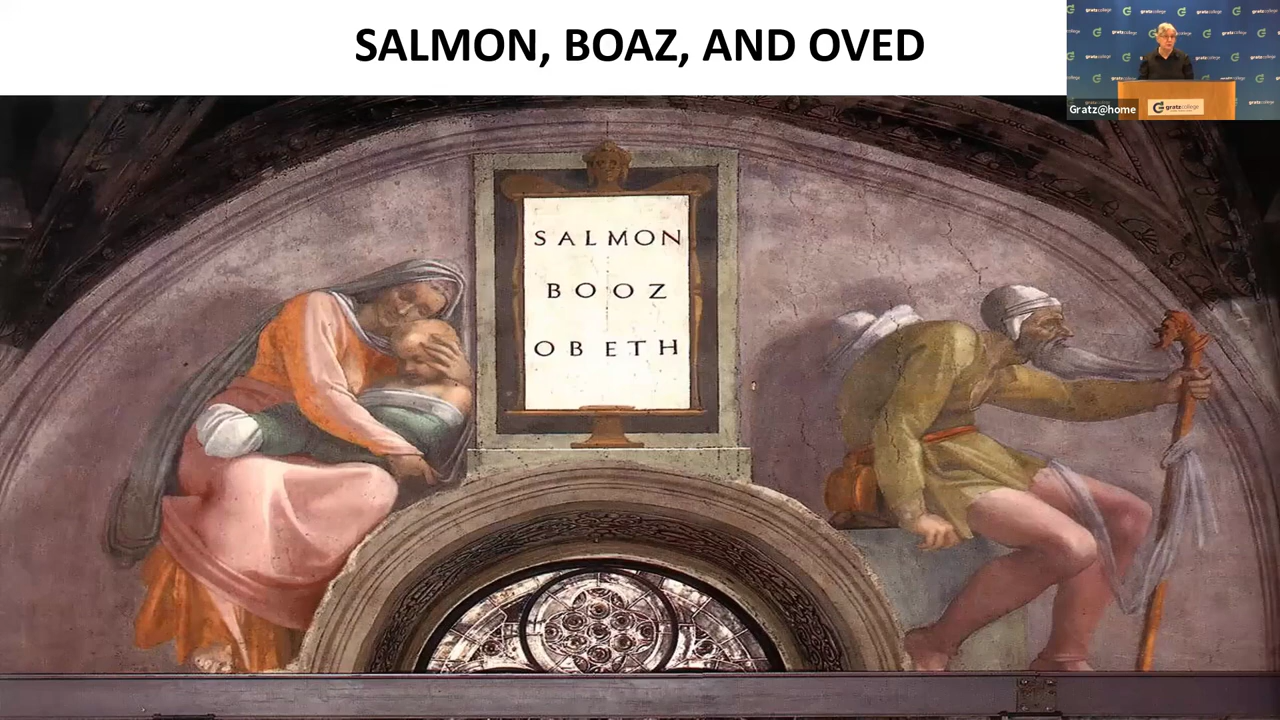 SALMON, BOAZ, AND OVED
Gratz@home
gratzcollege
SALMON
BOOZ
OBETH